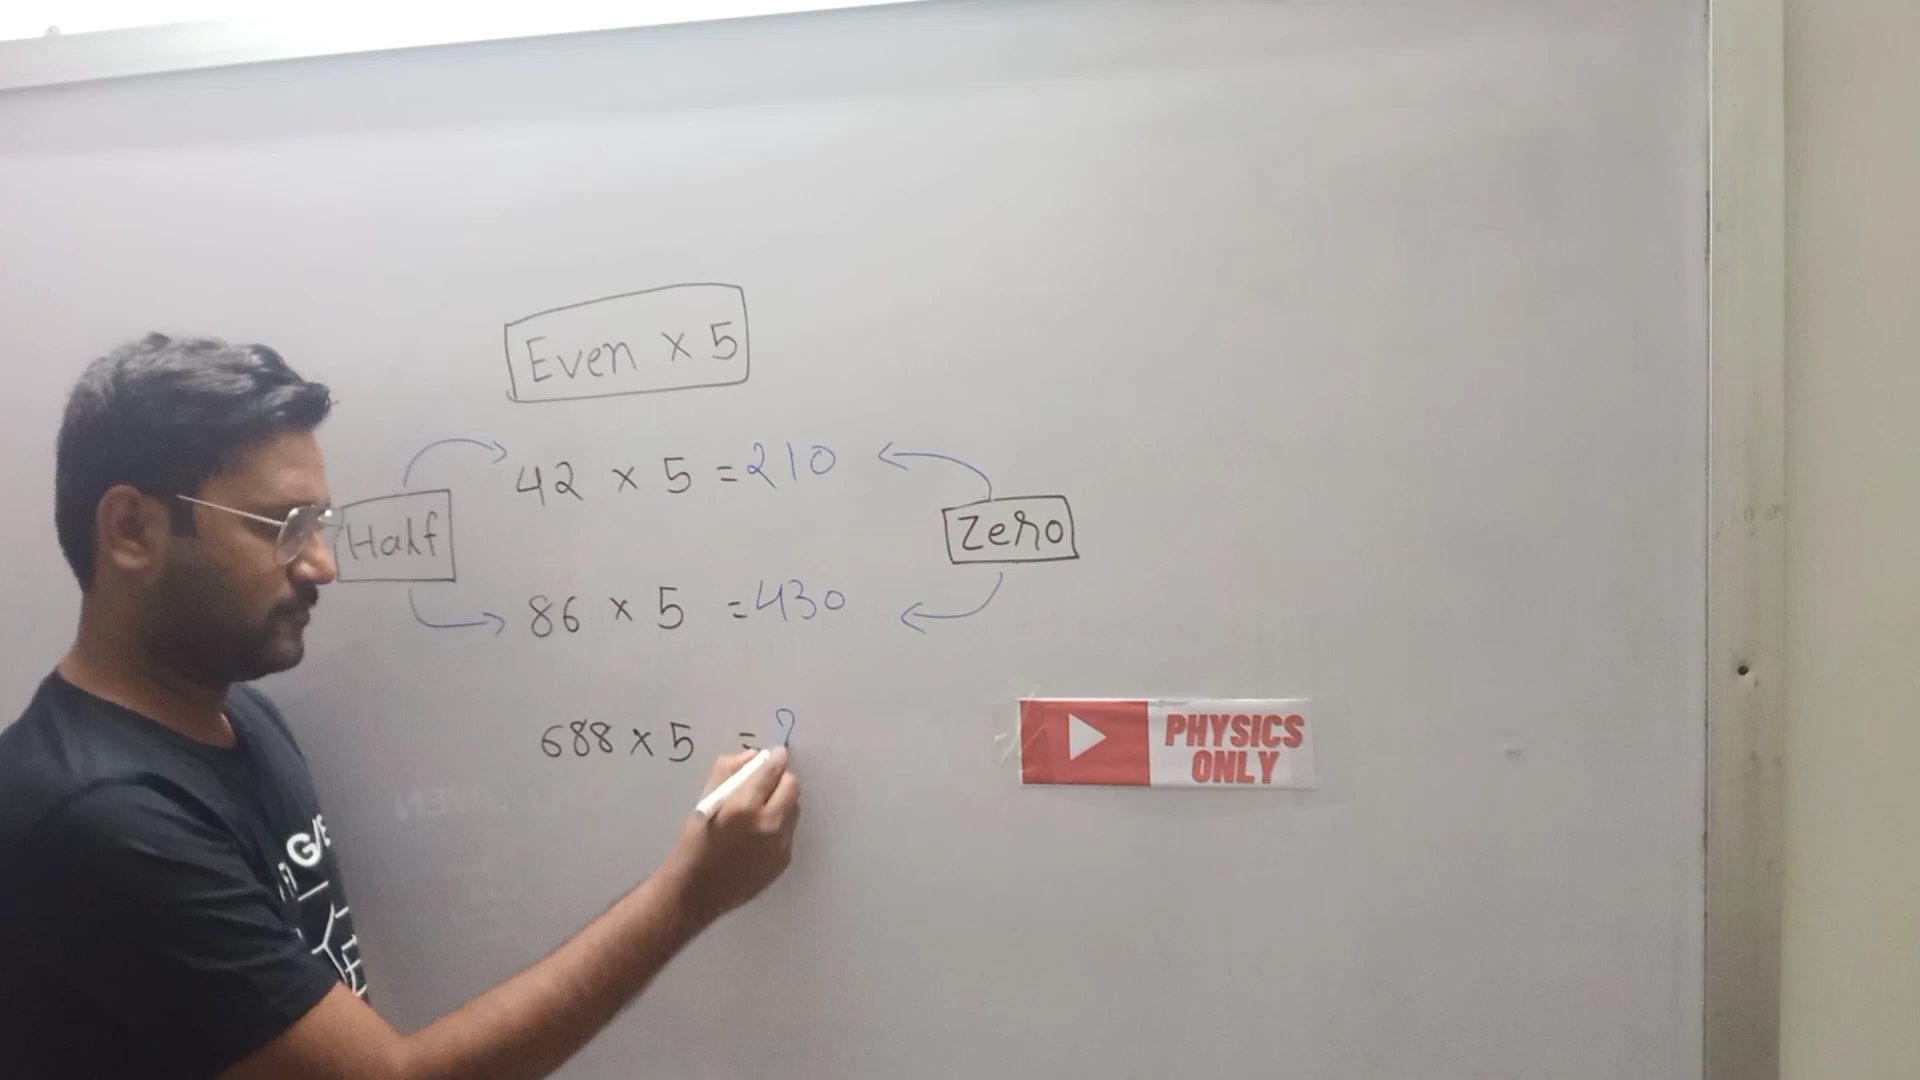 Even × 5
42 × 5 = 210
Half
Zero
86 × 5 = 430
688 × 5 = ?
PHYSICS
ONLY